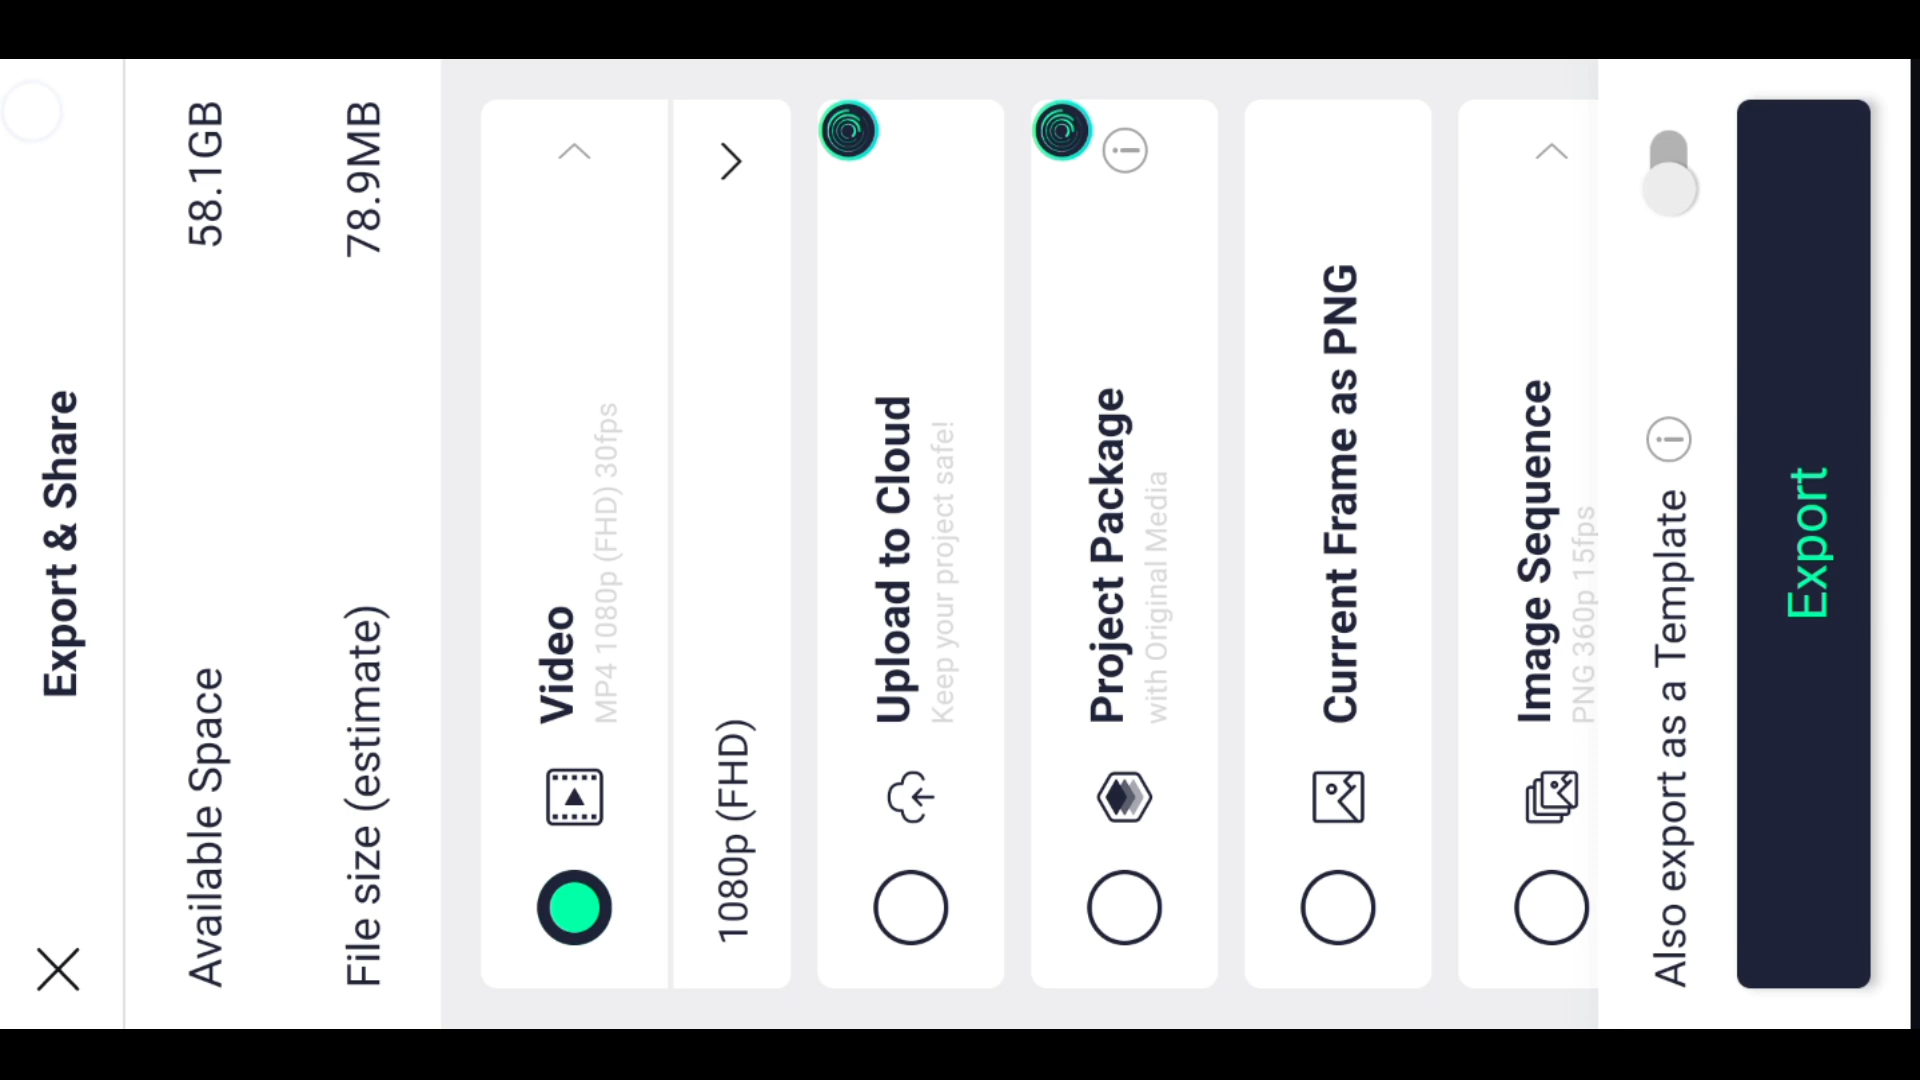 Export & Share
Available Space 58.1GB
File size (estimate) 78.9MB
Video
MP4 1080p (FHD) 30fps
1080p (FHD)
Upload to Cloud
Keep your project safe!
Project Package
with Original Media
Current Frame as PNG
Image Sequence
PNG 360p 15fps
Also export as a Template
Export